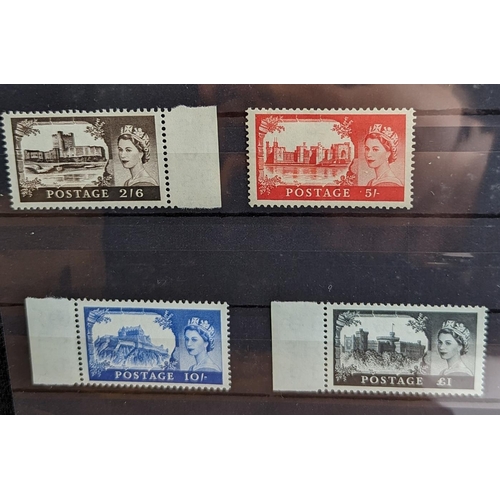 POSTAGE 2/6
POSTAGE 5/-
POSTAGE 10/-
POSTAGE £1